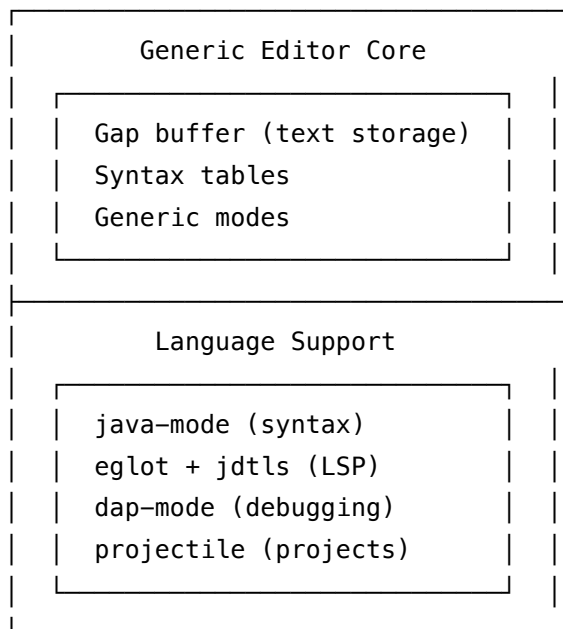 Generic Editor Core
Gap buffer (text storage)
Syntax tables
Generic modes
Language Support
java-mode (syntax)
eglot + jdtls (LSP)
dap-mode (debugging)
projectile (projects)